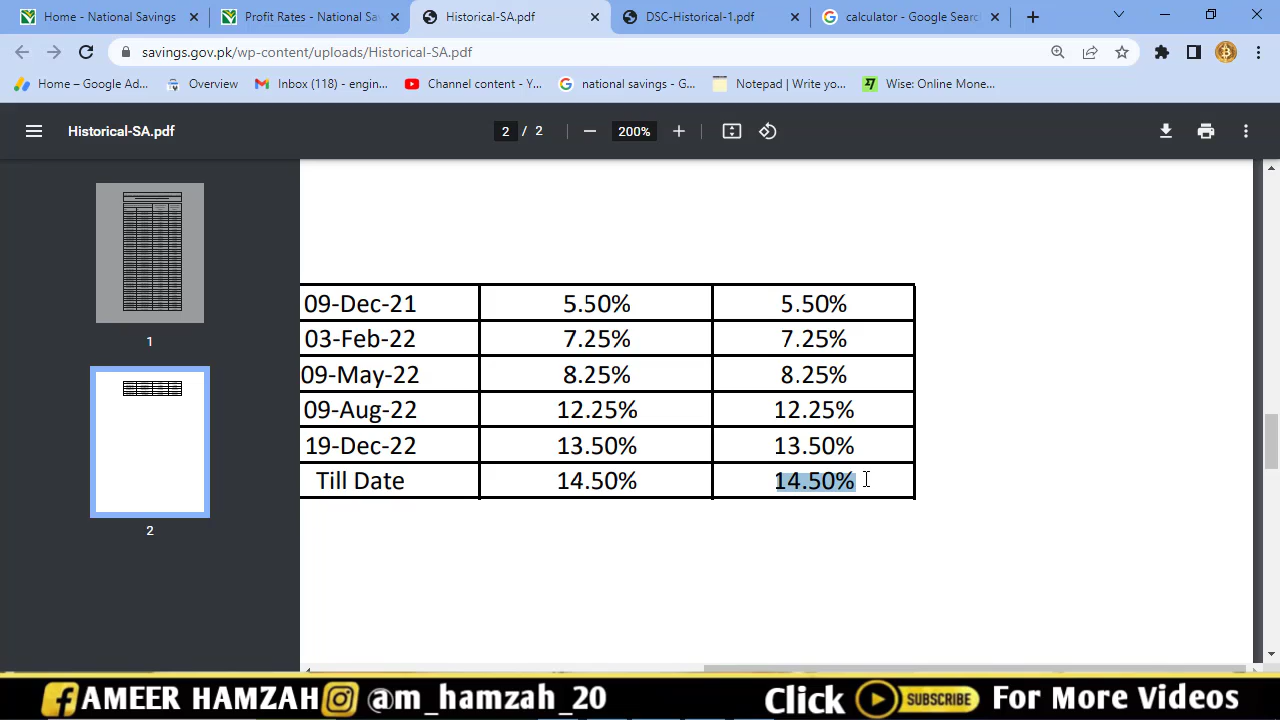 Home - National Savings
Profit Rates - National Sav
Historical-SA.pdf
DSC-Historical-1.pdf
calculator - Google Search
savings.gov.pk/wp-content/uploads/Historical-SA.pdf
Home – Google Ad...
Overview
Inbox (118) - engin...
Channel content - Y...
national savings - G...
Notepad | Write yo...
Wise: Online Mone...
Historical-SA.pdf
2 / 2
200%
1
2
09-Dec-21 5.50% 5.50%
03-Feb-22 7.25% 7.25%
09-May-22 8.25% 8.25%
09-Aug-22 12.25% 12.25%
19-Dec-22 13.50% 13.50%
Till Date 14.50% 14.50%
AMEER HAMZAH @m_hamzah_20 Click SUBSCRIBE For More Videos